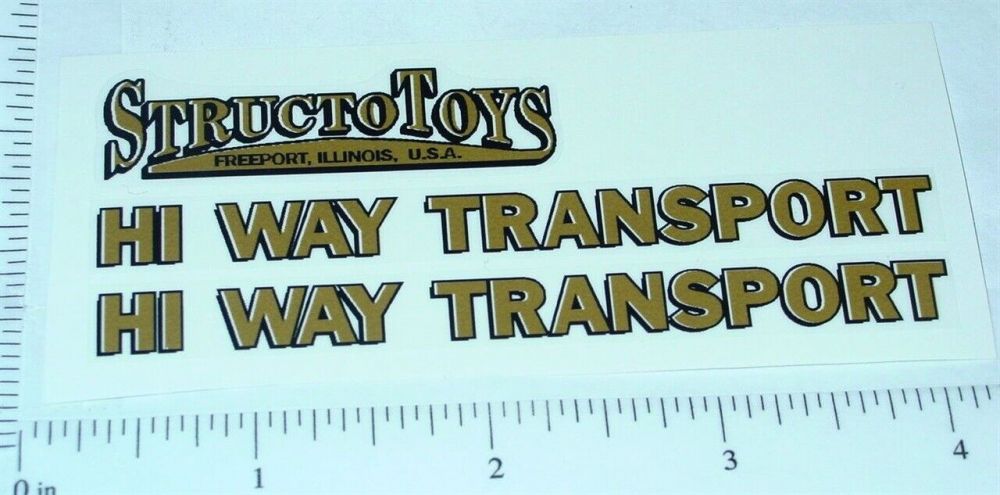 STRUCTOTOYS
FREEPORT, ILLINOIS, U.S.A.
HI WAY TRANSPORT
HI WAY TRANSPORT
0 in 1 2 3 4